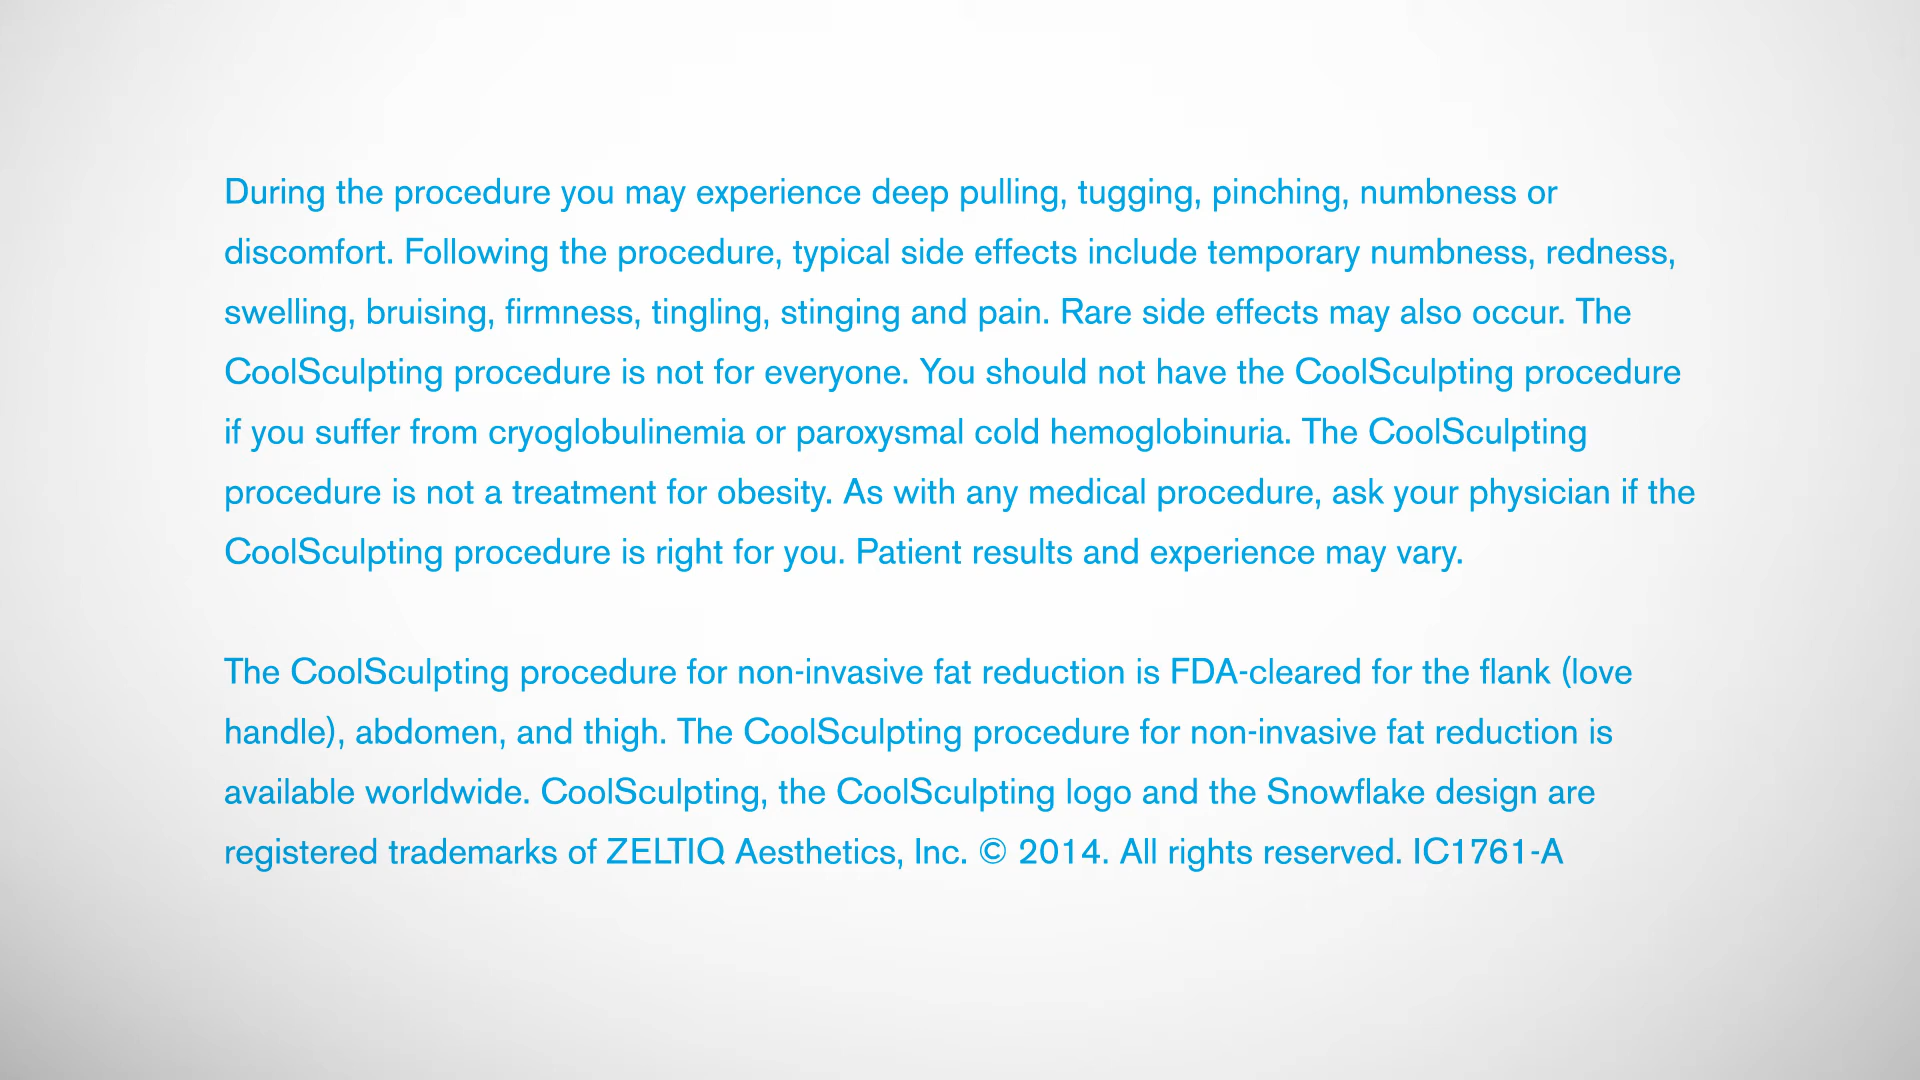 During the procedure you may experience deep pulling, tugging, pinching, numbness or
discomfort. Following the procedure, typical side effects include temporary numbness, redness,
swelling, bruising, firmness, tingling, stinging and pain. Rare side effects may also occur. The
CoolSculpting procedure is not for everyone. You should not have the CoolSculpting procedure
if you suffer from cryoglobulinemia or paroxysmal cold hemoglobinuria. The CoolSculpting
procedure is not a treatment for obesity. As with any medical procedure, ask your physician if the
CoolSculpting procedure is right for you. Patient results and experience may vary.
The CoolSculpting procedure for non-invasive fat reduction is FDA-cleared for the flank (love
handle), abdomen, and thigh. The CoolSculpting procedure for non-invasive fat reduction is
available worldwide. CoolSculpting, the CoolSculpting logo and the Snowflake design are
registered trademarks of ZELTIQ Aesthetics, Inc. © 2014. All rights reserved. IC1761-A